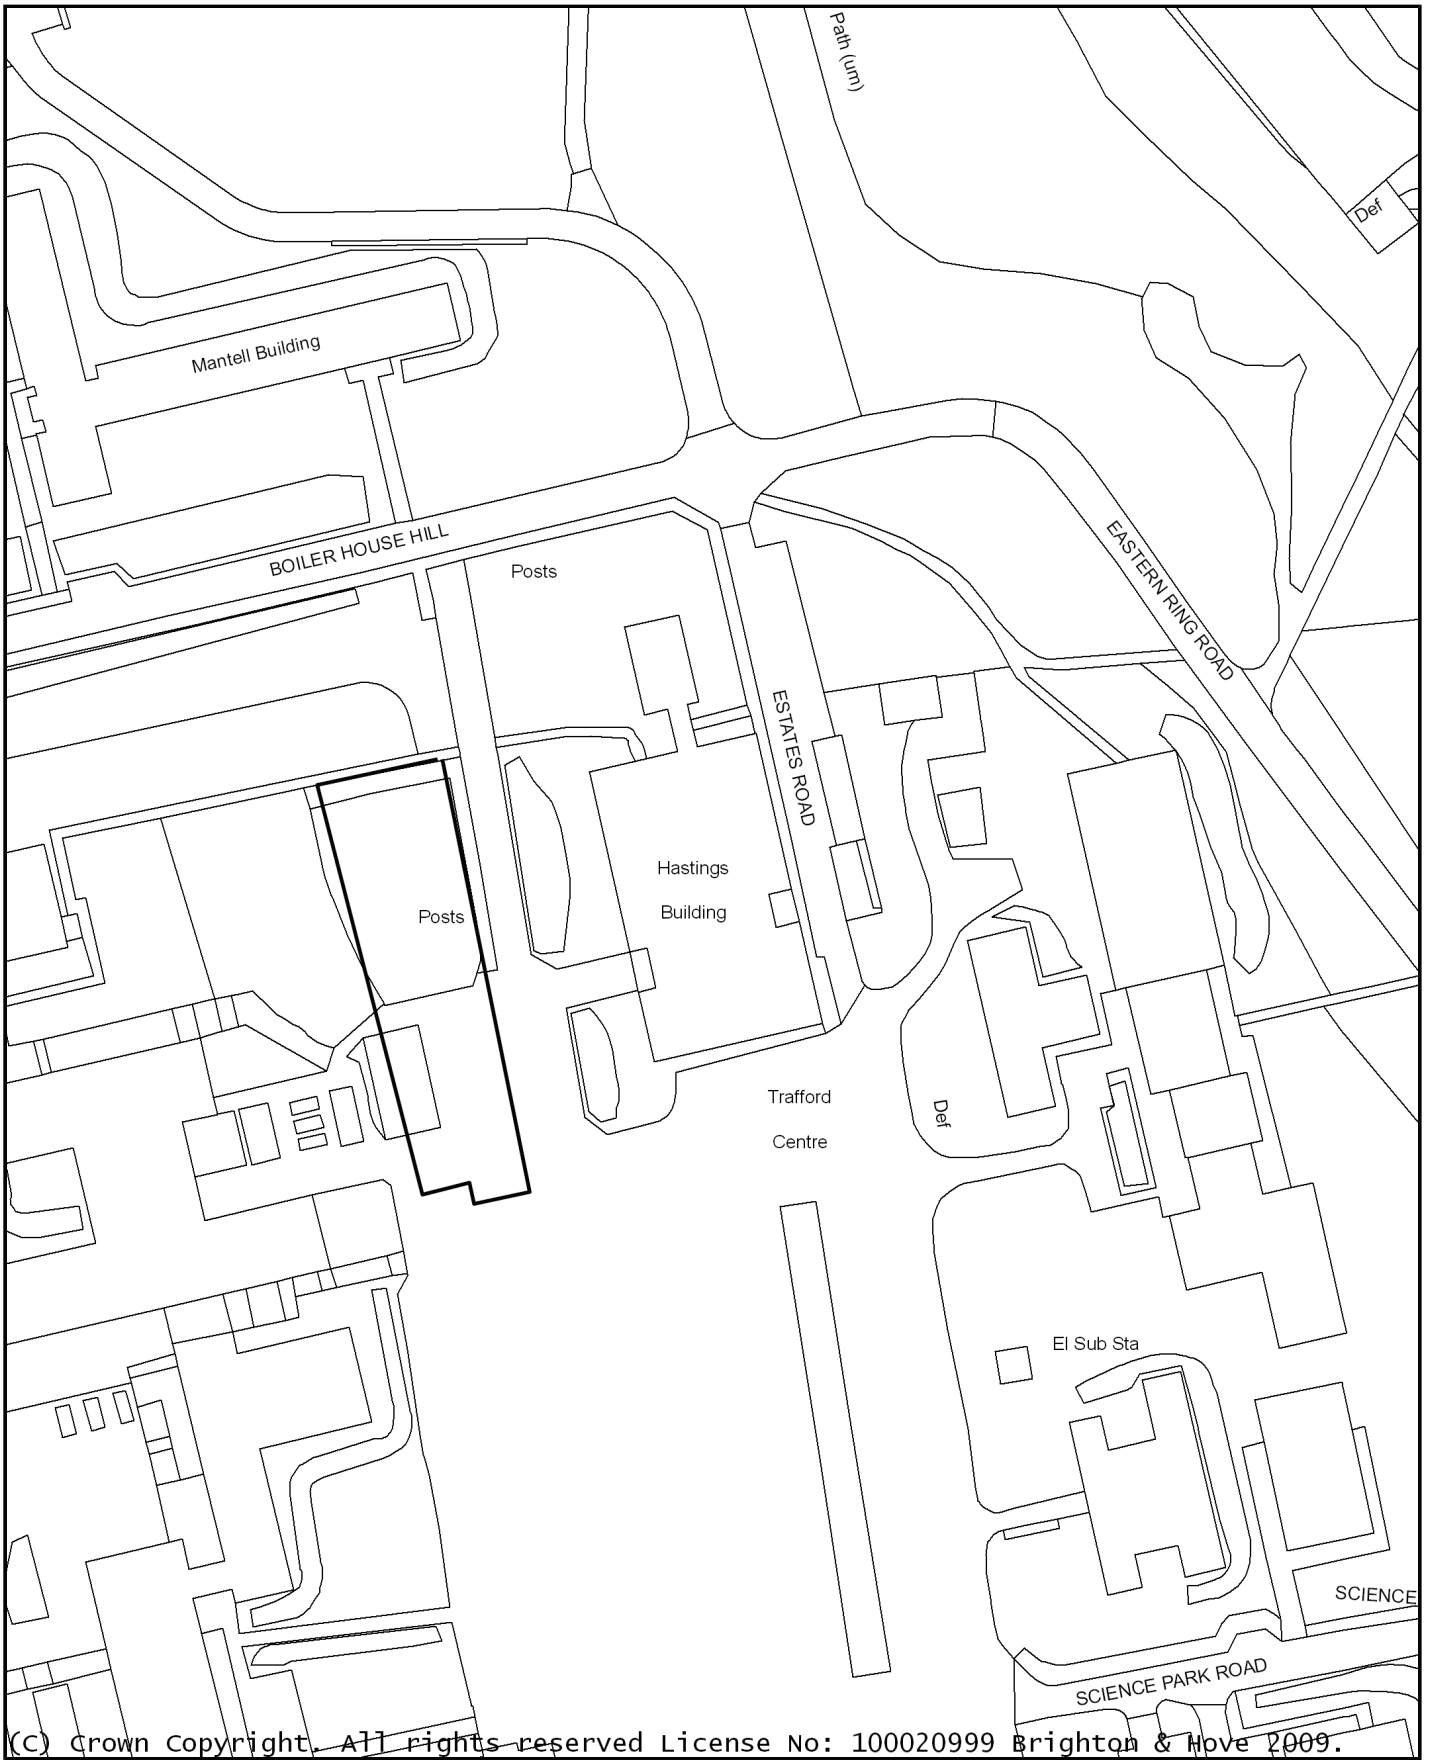 Path (um)
Def
Mantell Building
BOILER HOUSE HILL
Posts
EASTERN RING ROAD
ESTATES ROAD
Hastings
Building
Posts
Trafford
Centre
Def
El Sub Sta
SCIENCE
SCIENCE PARK ROAD
(c) Crown Copyright. All rights reserved License No: 100020999 Brighton & Hove 2009.